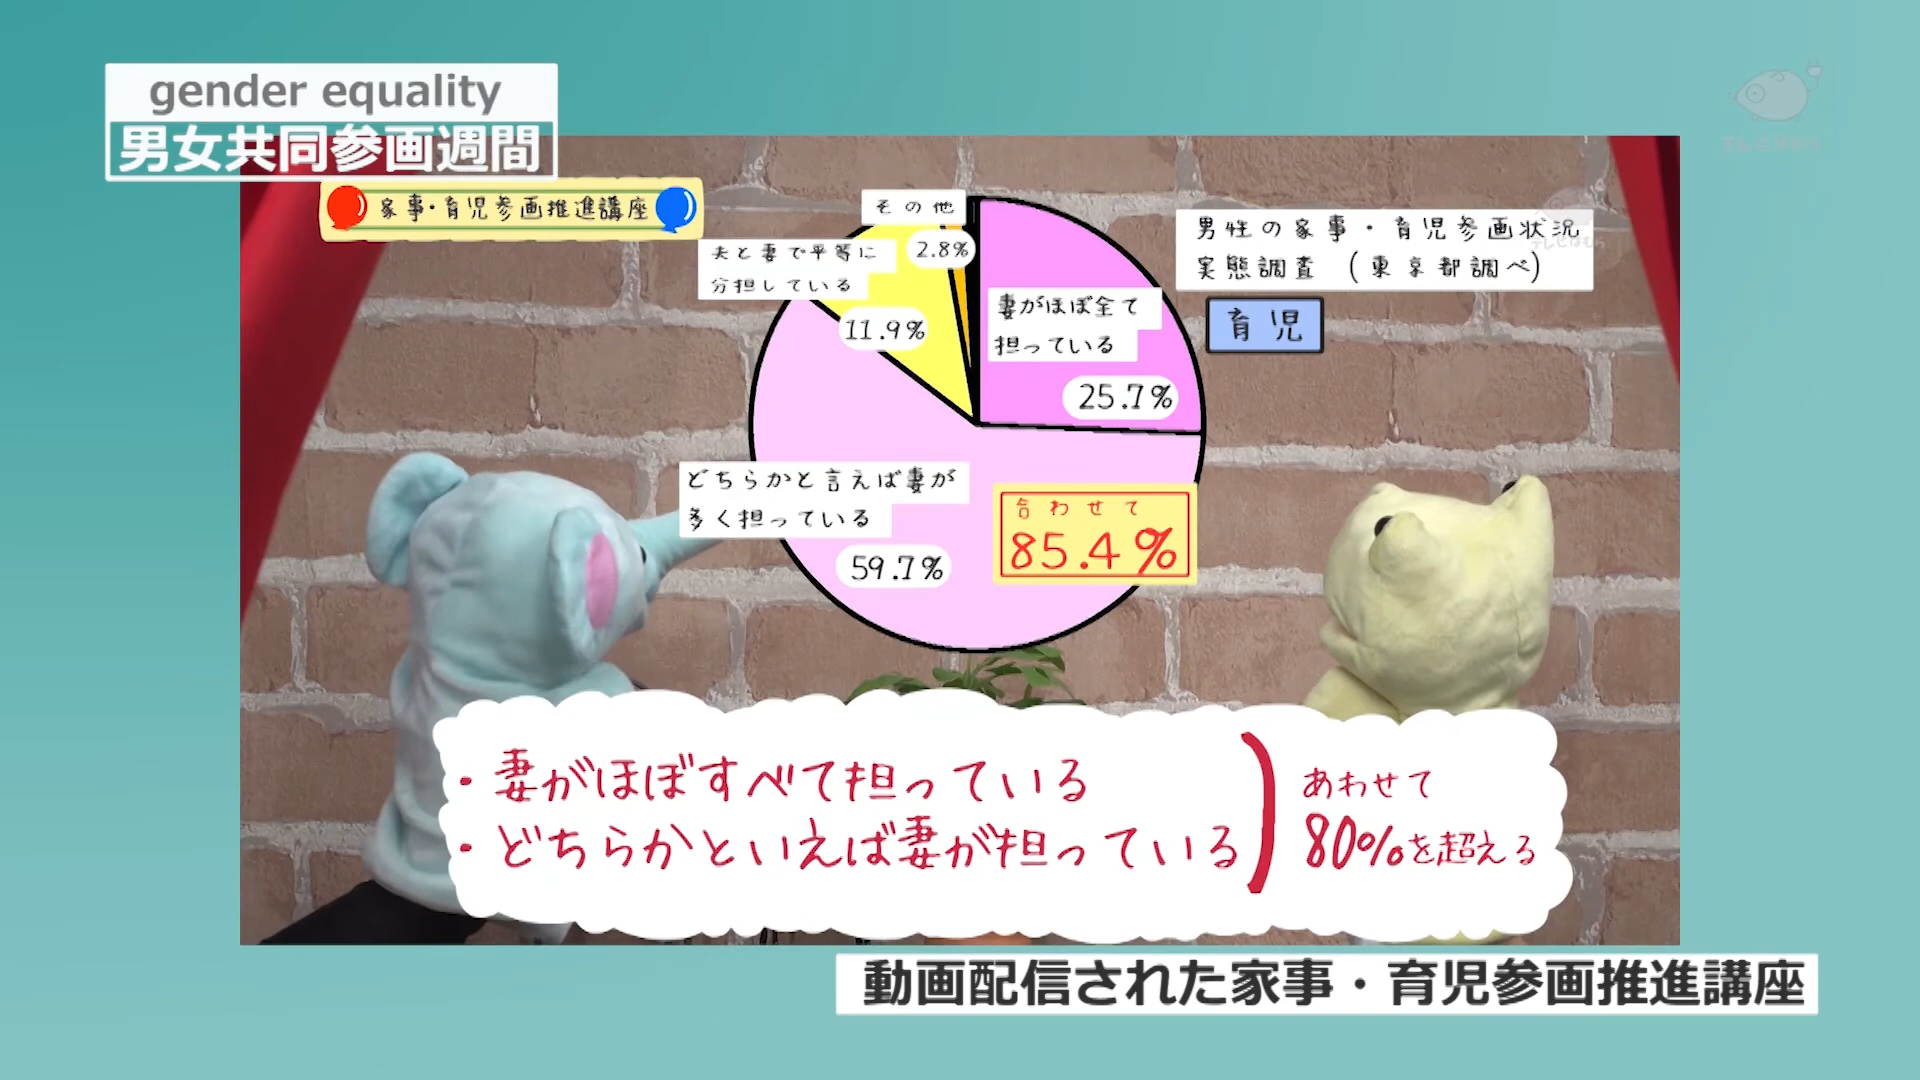 gender equality
男女共同参画週間
家事・育児参画推進講座
その他
2.8%
夫と妻で平等に
分担している
11.9%
妻がほぼ全て
担っている
25.7%
男性の家事・育児参画状況
実態調査 (東京都調べ)
育児
どちらかと言えば妻が
多く担っている
59.7%
合わせて
85.4%
・妻がほぼすべて担っている
・どちらかといえば妻が担っている
あわせて
80%を超える
動画配信された家事・育児参画推進講座